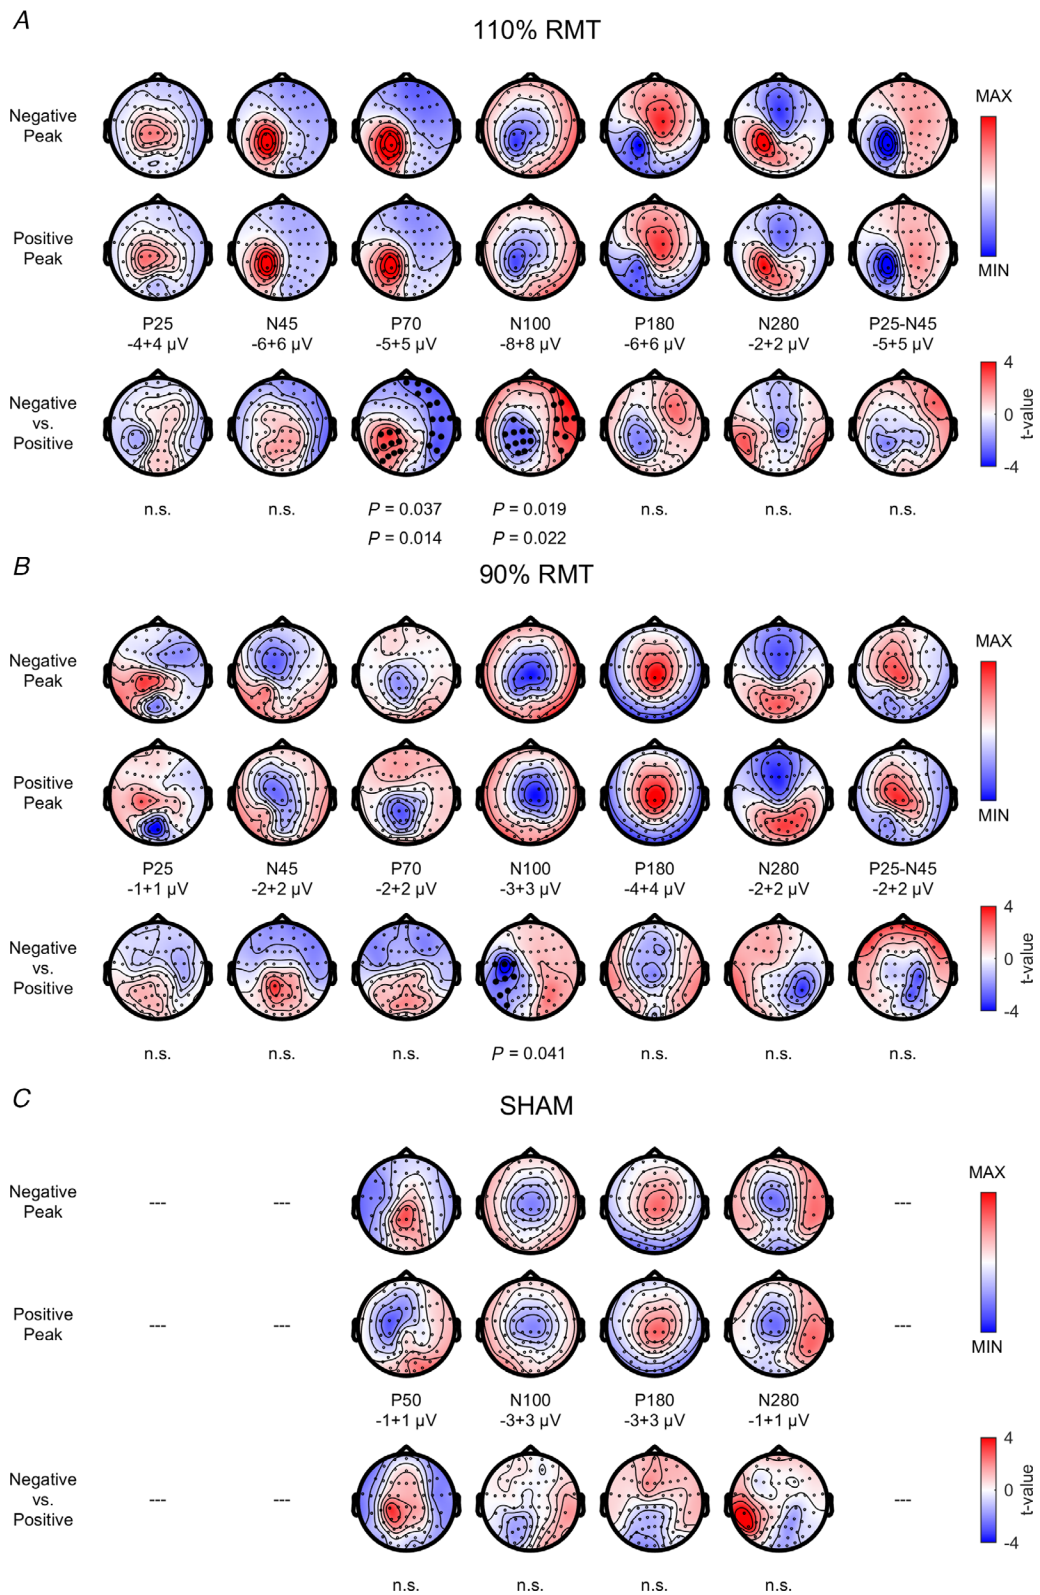 A
110% RMT
Negative
Peak
MAX
MIN
Positive
Peak
P25 N45 P70 N100 P180 N280 P25-N45
-4+4 µV -6+6 µV -5+5 µV -8+8 µV -6+6 µV -2+2 µV -5+5 µV
Negative
vs.
Positive
4
0
-4
t-value
n.s. n.s. P = 0.037 P = 0.019 n.s. n.s. n.s.
P = 0.014 P = 0.022
B
90% RMT
Negative
Peak
MAX
MIN
Positive
Peak
P25 N45 P70 N100 P180 N280 P25-N45
-1+1 µV -2+2 µV -2+2 µV -3+3 µV -4+4 µV -2+2 µV -2+2 µV
Negative
vs.
Positive
4
0
-4
t-value
n.s. n.s. n.s. P = 0.041 n.s. n.s. n.s.
C
SHAM
Negative
Peak
--- --- ---
MAX
MIN
Positive
Peak
--- --- ---
P50 N100 P180 N280
-1+1 µV -3+3 µV -3+3 µV -1+1 µV
Negative
vs.
Positive
--- --- ---
4
0
-4
t-value
n.s. n.s. n.s. n.s.